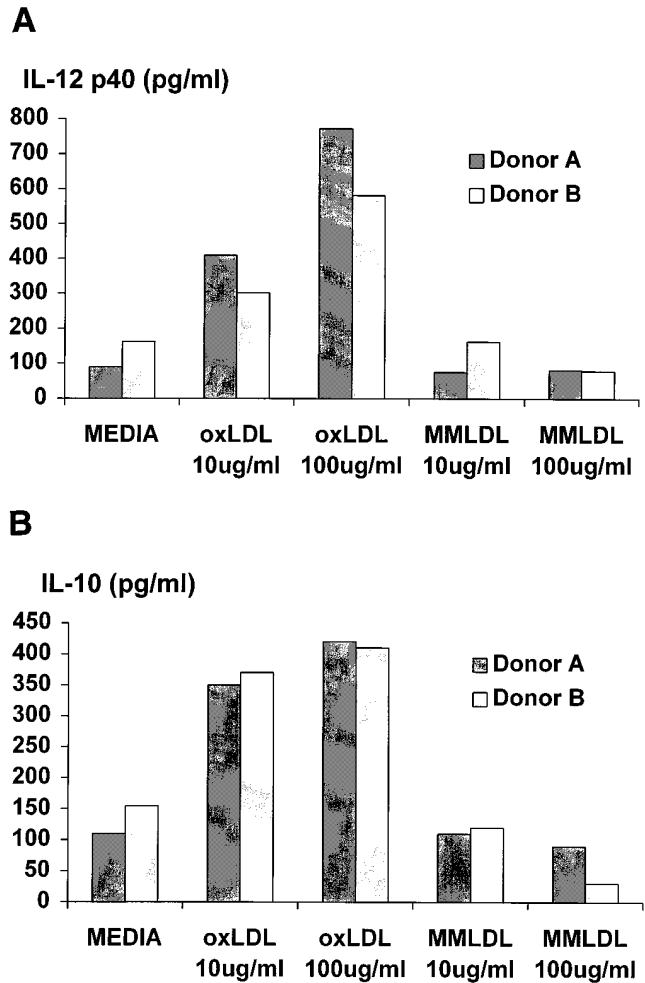 A
IL-12 p40 (pg/ml)
800
700
600
500
400
300
200
100
0
Donor A
Donor B
MEDIA oxLDL oxLDL MMLDL MMLDL
10ug/ml 100ug/ml 10ug/ml 100ug/ml
B
IL-10 (pg/ml)
450
400
350
300
250
200
150
100
50
0
Donor A
Donor B
MEDIA oxLDL oxLDL MMLDL MMLDL
10ug/ml 100ug/ml 10ug/ml 100ug/ml